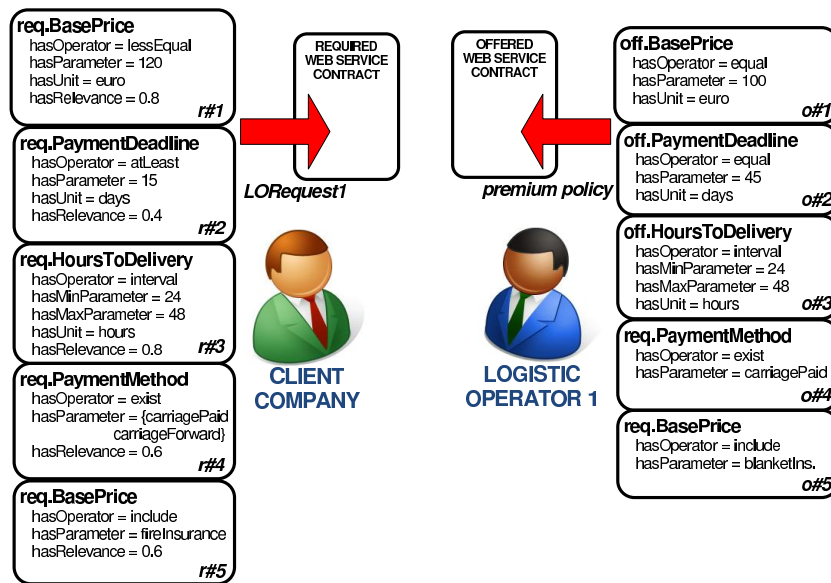 req.BasePrice
hasOperator = lessEqual
hasParameter = 120
hasUnit = euro
hasRelevance = 0.8
r#1
req.PaymentDeadline
hasOperator = atLeast
hasParameter = 15
hasUnit = days
hasRelevance = 0.4
r#2
req.HoursToDelivery
hasOperator = interval
hasMinParameter = 24
hasMaxParameter = 48
hasUnit = hours
hasRelevance = 0.8
r#3
req.PaymentMethod
hasOperator = exist
hasParameter = {carriagePaid
carriageForward}
hasRelevance = 0.6
r#4
req.BasePrice
hasOperator = include
hasParameter = fireInsurance
hasRelevance = 0.6
r#5
REQUIRED
WEB SERVICE
CONTRACT
LORequest1
CLIENT
COMPANY
OFFERED
WEB SERVICE
CONTRACT
premium policy
LOGISTIC
OPERATOR 1
off.BasePrice
hasOperator = equal
hasParameter = 100
hasUnit = euro
o#1
off.PaymentDeadline
hasOperator = equal
hasParameter = 45
hasUnit = days
o#2
off.HoursToDelivery
hasOperator = interval
hasMinParameter = 24
hasMaxParameter = 48
hasUnit = hours
o#3
req.PaymentMethod
hasOperator = exist
hasParameter = carriagePaid
o#4
req.BasePrice
hasOperator = include
hasParameter = blanketIns.
o#5